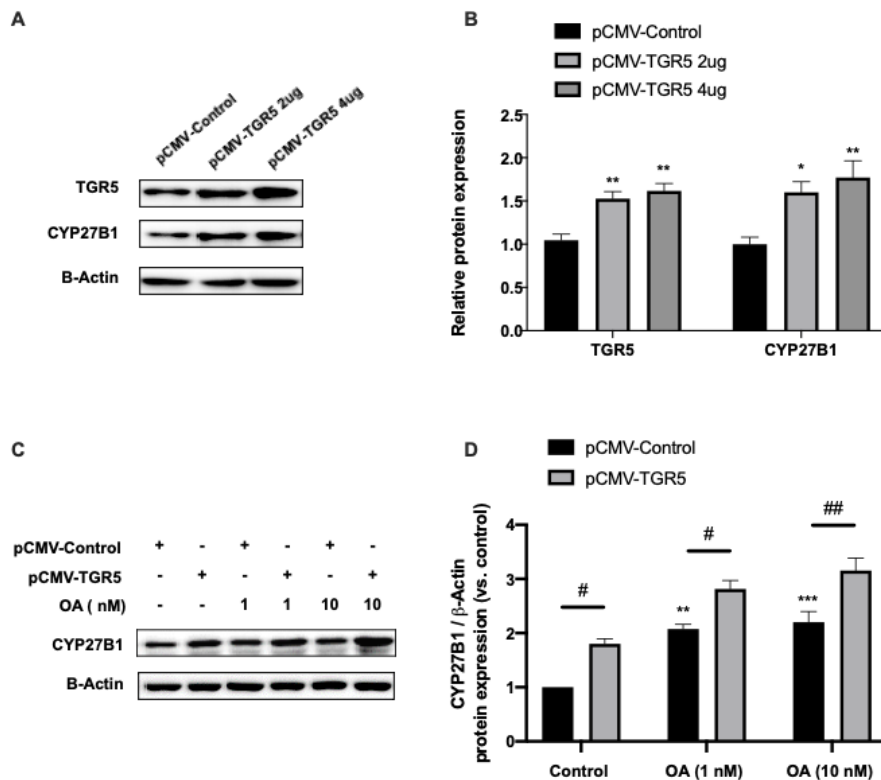 A
pCMV-Control
pCMV-TGR5 2ug
pCMV-TGR5 4ug
TGR5
CYP27B1
B-Actin
B
pCMV-Control
pCMV-TGR5 2ug
pCMV-TGR5 4ug
Relative protein expression
2.5
2.0
1.5
1.0
0.5
0.0
** ** * **
TGR5 CYP27B1
C
pCMV-Control + - + - + -
pCMV-TGR5 - + - + - +
OA ( nM) - - 1 1 10 10
CYP27B1
B-Actin
D
pCMV-Control
pCMV-TGR5
CYP27B1 / β-Actin
protein expression (vs. control)
4
3
2
1
0
# # ##
** ***
Control OA (1 nM) OA (10 nM)